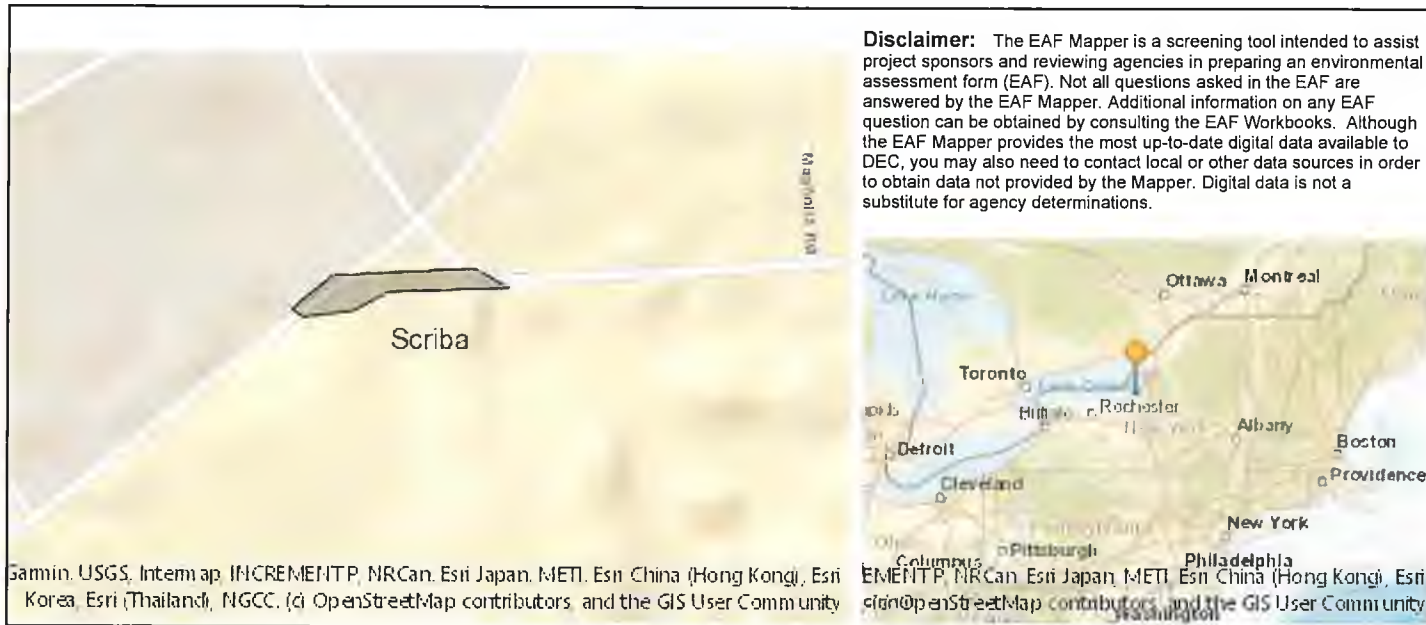 Disclaimer: The EAF Mapper is a screening tool intended to assist
project sponsors and reviewing agencies in preparing an environmental
assessment form (EAF). Not all questions asked in the EAF are
answered by the EAF Mapper. Additional information on any EAF
question can be obtained by consulting the EAF Workbooks. Although
the EAF Mapper provides the most up-to-date digital data available to
DEC, you may also need to contact local or other data sources in order
to obtain data not provided by the Mapper. Digital data is not a
substitute for agency determinations.
Rd
Scriba
Garmin, USGS, Intermap, INCREMENT P, NRCan, Esri Japan, METI, Esri China (Hong Kong), Esri
Korea, Esri (Thailand), NGCC, (c) OpenStreetMap contributors, and the GIS User Community
Ottawa
Montreal
Toronto
Rochester
Detroit
Albany
Boston
Providence
Cleveland
New York
Columbus
Pittsburgh
Philadelphia
EMENT P, NRCan, Esri Japan, METI, Esri China (Hong Kong), Esri
OpenStreetMap contributors, and the GIS User Community
Washington